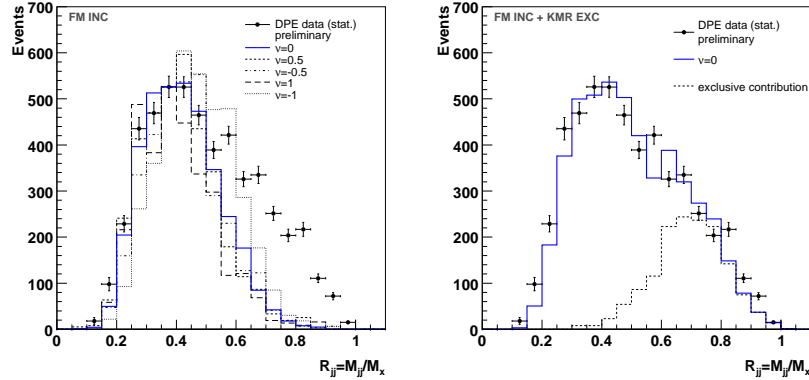 FM INC
DPE data (stat.)
preliminary
ν=0
ν=0.5
ν=-0.5
ν=1
ν=-1
Events
700
600
500
400
300
200
100
0
0 0.2 0.4 0.6 0.8 1
R_jj=M_jj/M_x
FM INC + KMR EXC
DPE data (stat.)
preliminary
ν=0
exclusive contribution
Events
700
600
500
400
300
200
100
0
0 0.2 0.4 0.6 0.8 1
R_jj=M_jj/M_x